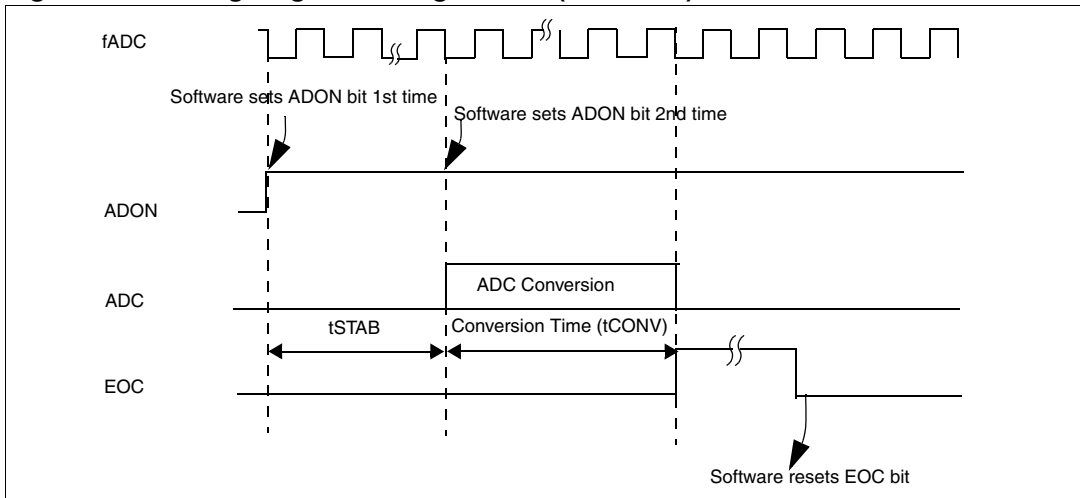 fADC
Software sets ADON bit 1st time
Software sets ADON bit 2nd time
ADON
ADC Conversion
ADC
tSTAB
Conversion Time (tCONV)
EOC
Software resets EOC bit